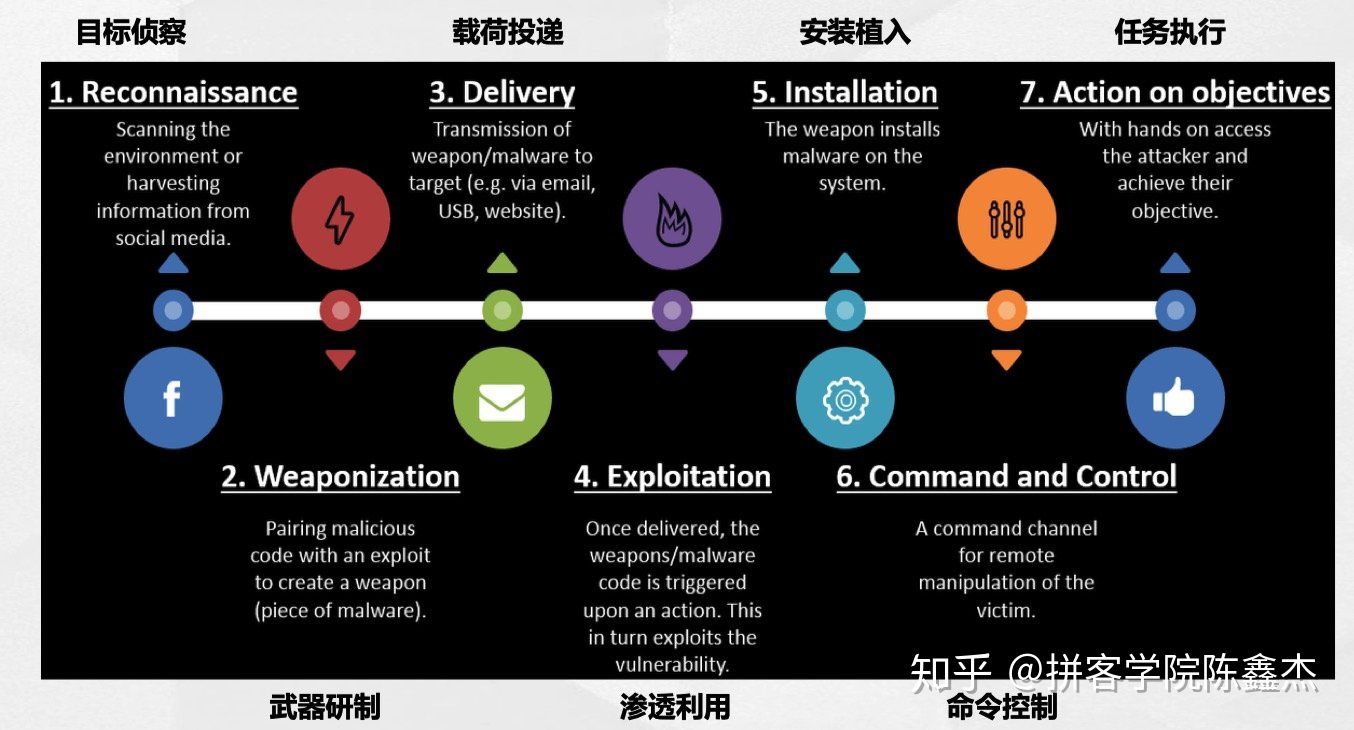 目标侦察
载荷投递
安装植入
任务执行
1. Reconnaissance
Scanning the
environment or
harvesting
information from
social media.
3. Delivery
Transmission of
weapon/malware to
target (e.g. via email,
USB, website).
5. Installation
The weapon installs
malware on the
system.
7. Action on objectives
With hands on access
the attacker and
achieve their
objective.
f
2. Weaponization
Pairing malicious
code with an exploit
to create a weapon
(piece of malware).
4. Exploitation
Once delivered, the
weapons/malware
code is triggered
upon an action. This
in turn exploits the
vulnerability.
6. Command and Control
A command channel
for remote
manipulation of the
victim.
知乎 @拼客学院陈鑫杰
武器研制
渗透利用
命令控制